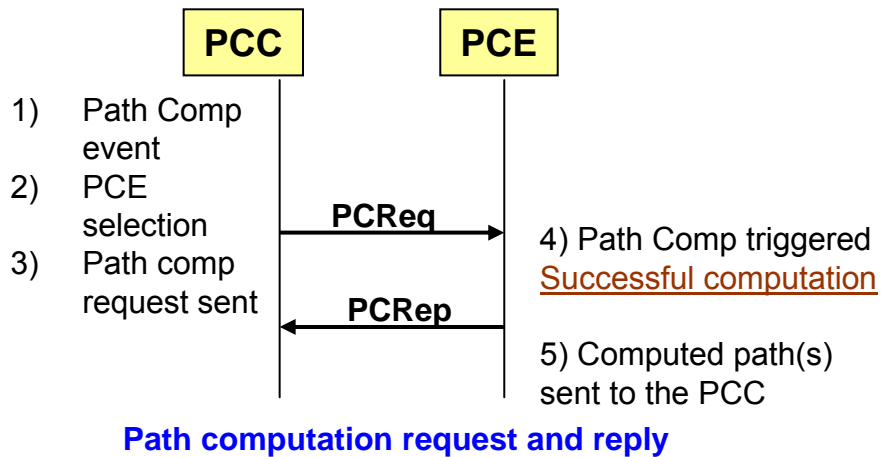 PCC
PCE
1) Path Comp
event
2) PCE
selection
3) Path comp
request sent
PCReq
PCRep
4) Path Comp triggered
Successful computation
5) Computed path(s)
sent to the PCC
Path computation request and reply